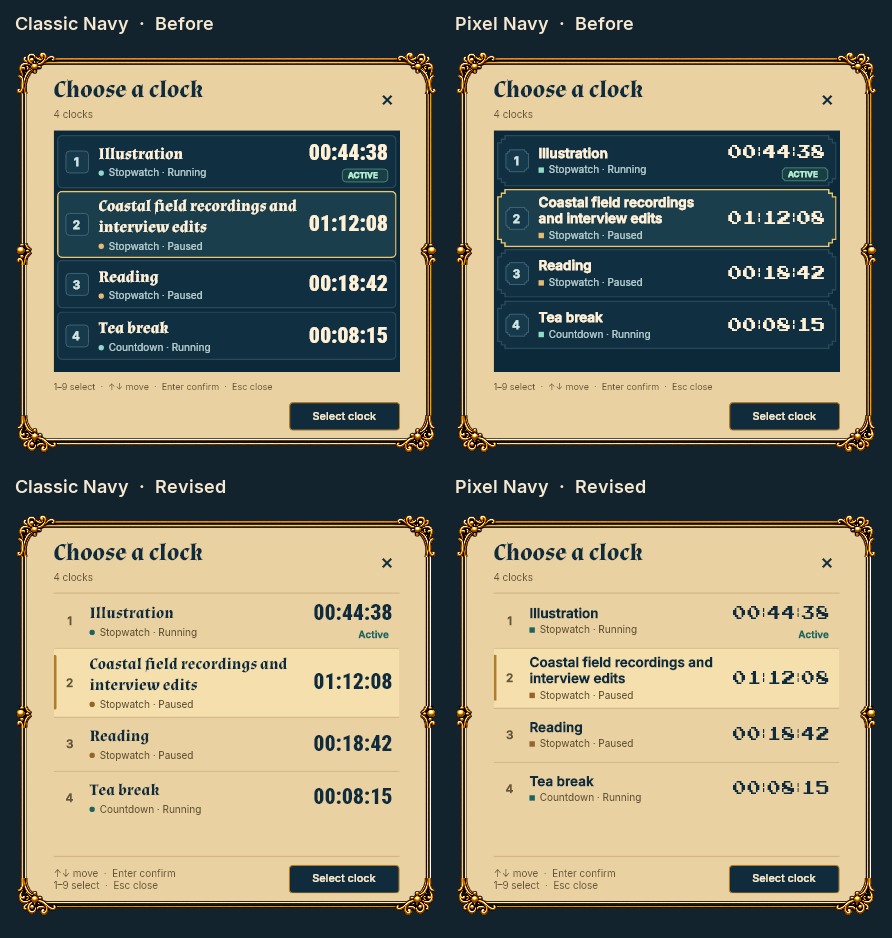 Classic Navy · Before
Choose a clock
×
4 clocks
1
Illustration
00:44:38
Stopwatch · Running
ACTIVE
2
Coastal field recordings and
interview edits
01:12:08
Stopwatch · Paused
3
Reading
00:18:42
Stopwatch · Paused
4
Tea break
00:08:15
Countdown · Running
1–9 select · ↑↓ move · Enter confirm · Esc close
Select clock
Pixel Navy · Before
Choose a clock
×
4 clocks
1
Illustration
00:44:38
Stopwatch · Running
ACTIVE
2
Coastal field recordings
and interview edits
01:12:08
Stopwatch · Paused
3
Reading
00:18:42
Stopwatch · Paused
4
Tea break
00:08:15
Countdown · Running
1–9 select · ↑↓ move · Enter confirm · Esc close
Select clock
Classic Navy · Revised
Choose a clock
×
4 clocks
1
Illustration
00:44:38
Stopwatch · Running
Active
2
Coastal field recordings and
interview edits
01:12:08
Stopwatch · Paused
3
Reading
00:18:42
Stopwatch · Paused
4
Tea break
00:08:15
Countdown · Running
↑↓ move · Enter confirm
1–9 select · Esc close
Select clock
Pixel Navy · Revised
Choose a clock
×
4 clocks
1
Illustration
00:44:38
Stopwatch · Running
Active
2
Coastal field recordings and
interview edits
01:12:08
Stopwatch · Paused
3
Reading
00:18:42
Stopwatch · Paused
4
Tea break
00:08:15
Countdown · Running
↑↓ move · Enter confirm
1–9 select · Esc close
Select clock